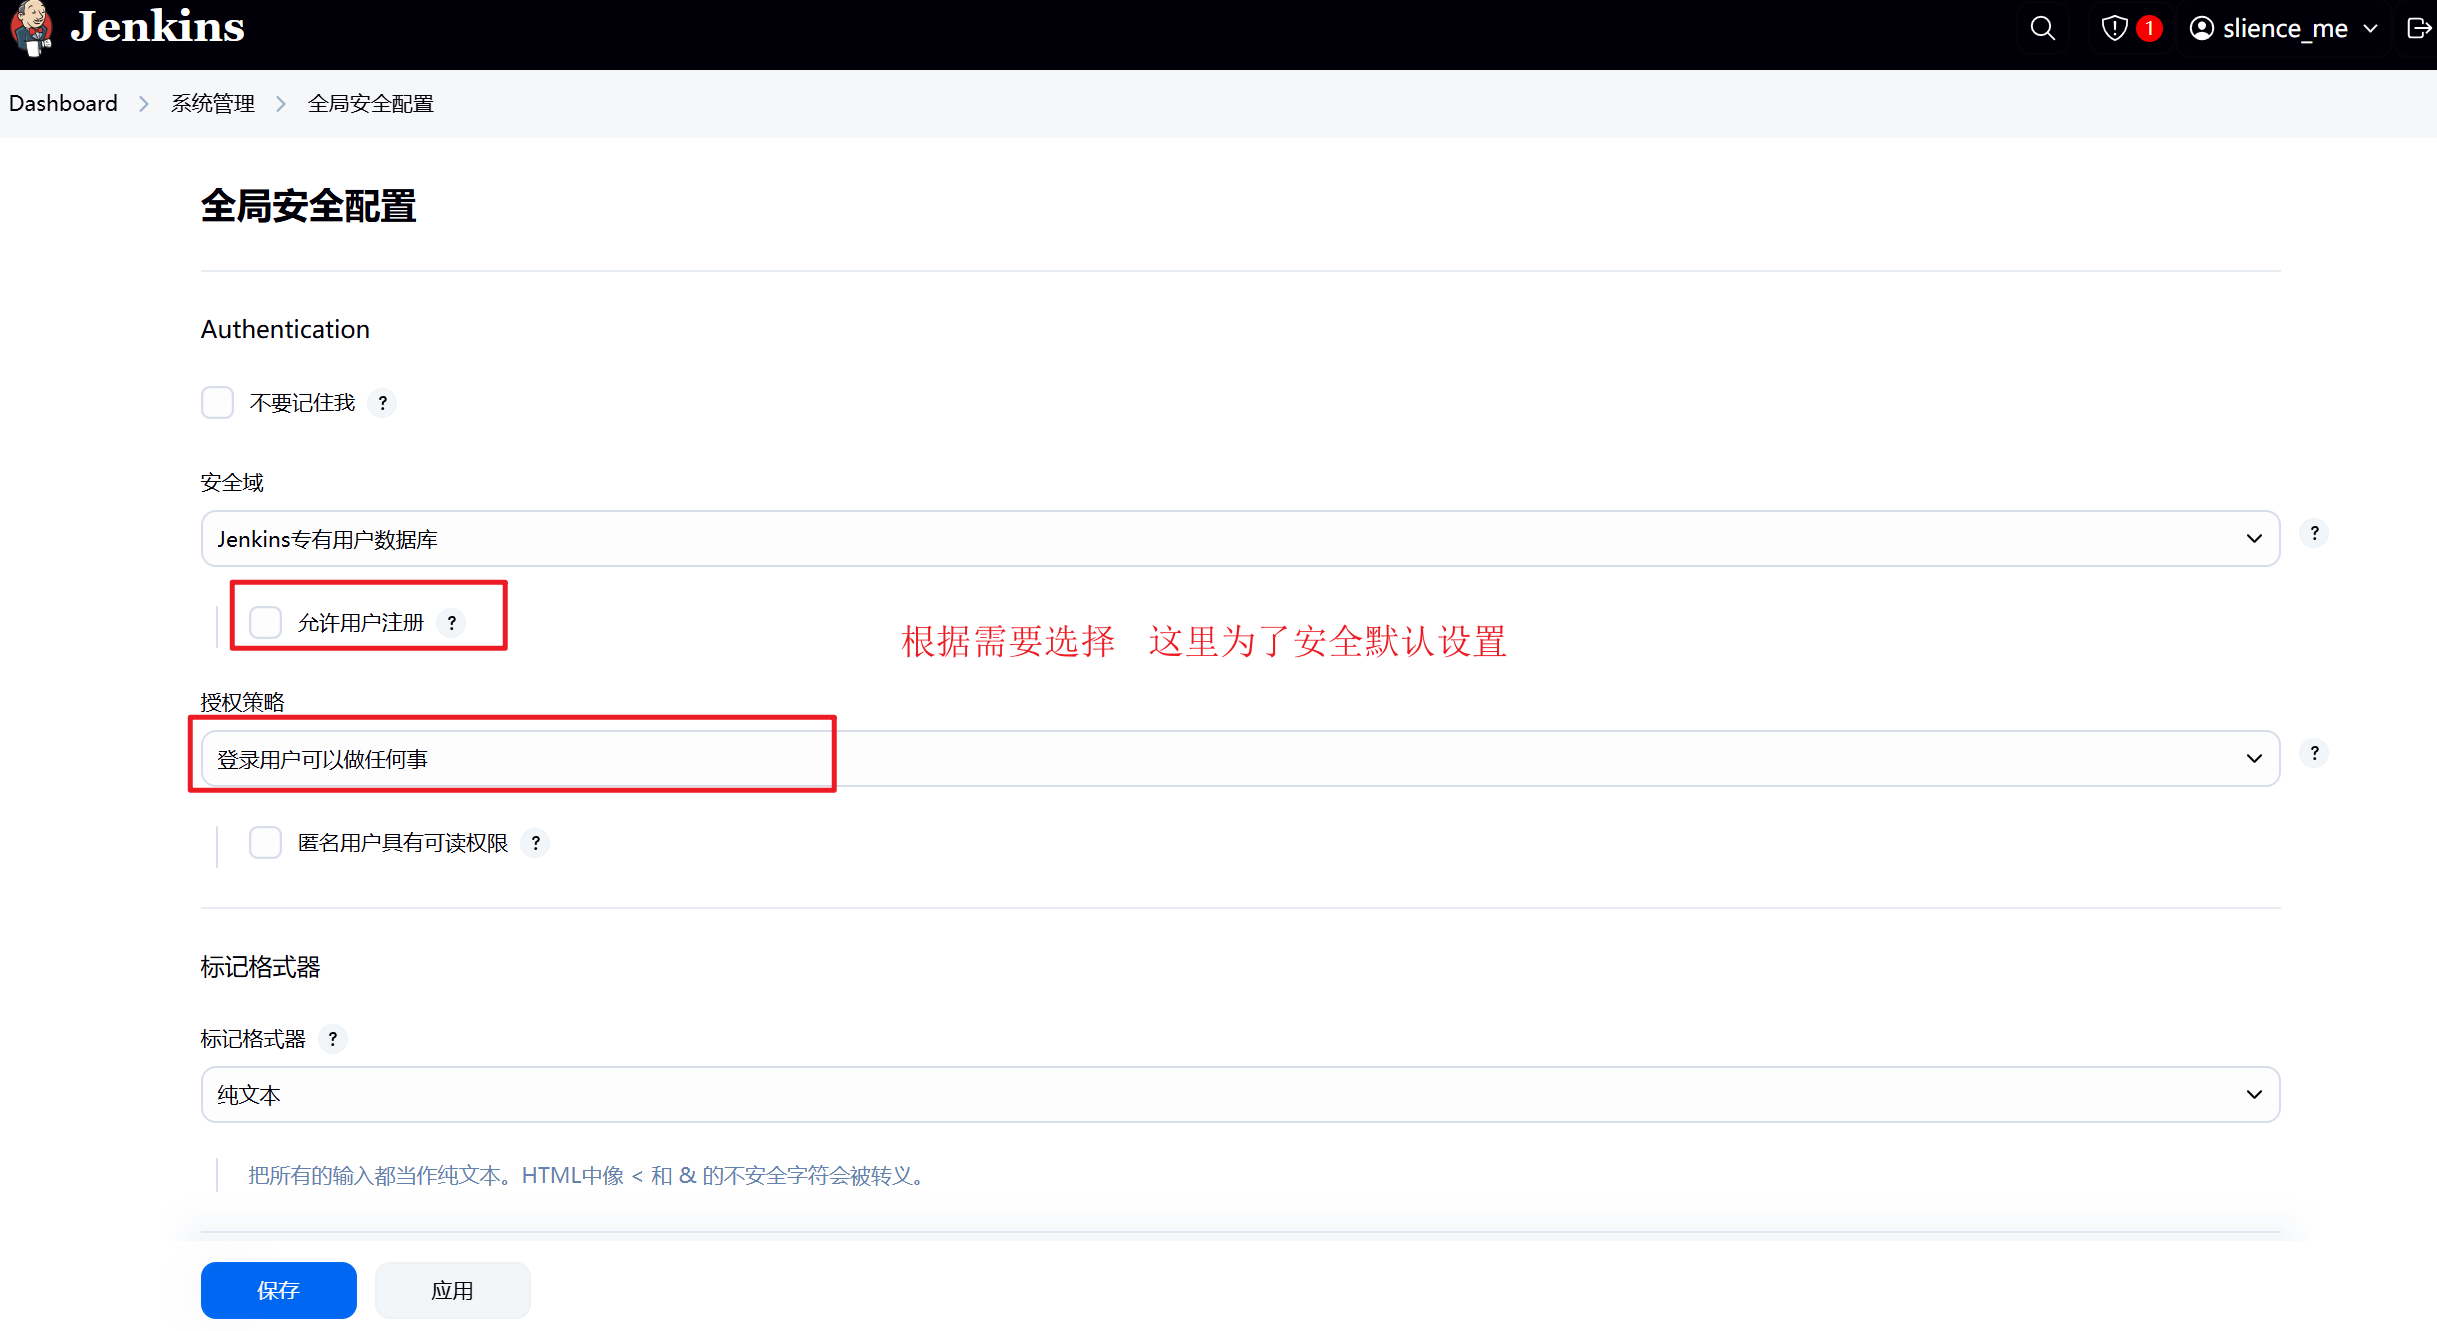 Jenkins
1
slience_me
Dashboard
系统管理
全局安全配置
全局安全配置
Authentication
不要记住我 ?
安全域
Jenkins专有用户数据库
?
允许用户注册 ?
根据需要选择 这里为了安全默认设置
授权策略
登录用户可以做任何事
?
匿名用户具有可读权限 ?
标记格式器
标记格式器 ?
纯文本
把所有的输入都当作纯文本。HTML中像 < 和 & 的不安全字符会被转义。
保存
应用